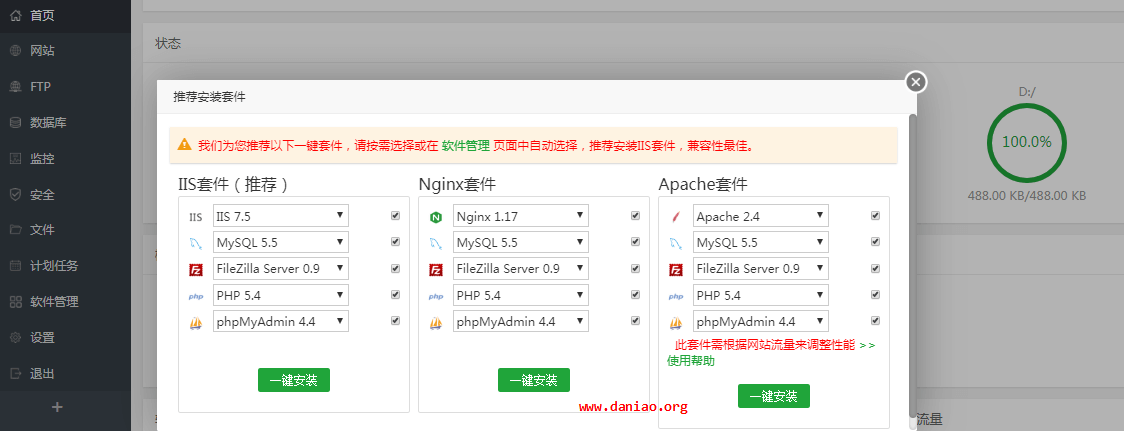 首页
网站
FTP
数据库
监控
安全
文件
计划任务
软件管理
设置
退出
+
状态
D:/
100.0%
488.00 KB/488.00 KB
推荐安装套件
我们为您推荐以下一键套件，请按需选择或在 软件管理 页面中自动选择，推荐安装IIS套件，兼容性最佳。
IIS套件（推荐）
IIS IIS 7.5
MySQL 5.5
FileZilla Server 0.9
php PHP 5.4
phpMyAdmin 4.4
一键安装
Nginx套件
Nginx 1.17
MySQL 5.5
FileZilla Server 0.9
php PHP 5.4
phpMyAdmin 4.4
一键安装
Apache套件
Apache 2.4
MySQL 5.5
FileZilla Server 0.9
php PHP 5.4
phpMyAdmin 4.4
此套件需根据网站流量来调整性能 >>
使用帮助
一键安装
www.daniao.org
流量